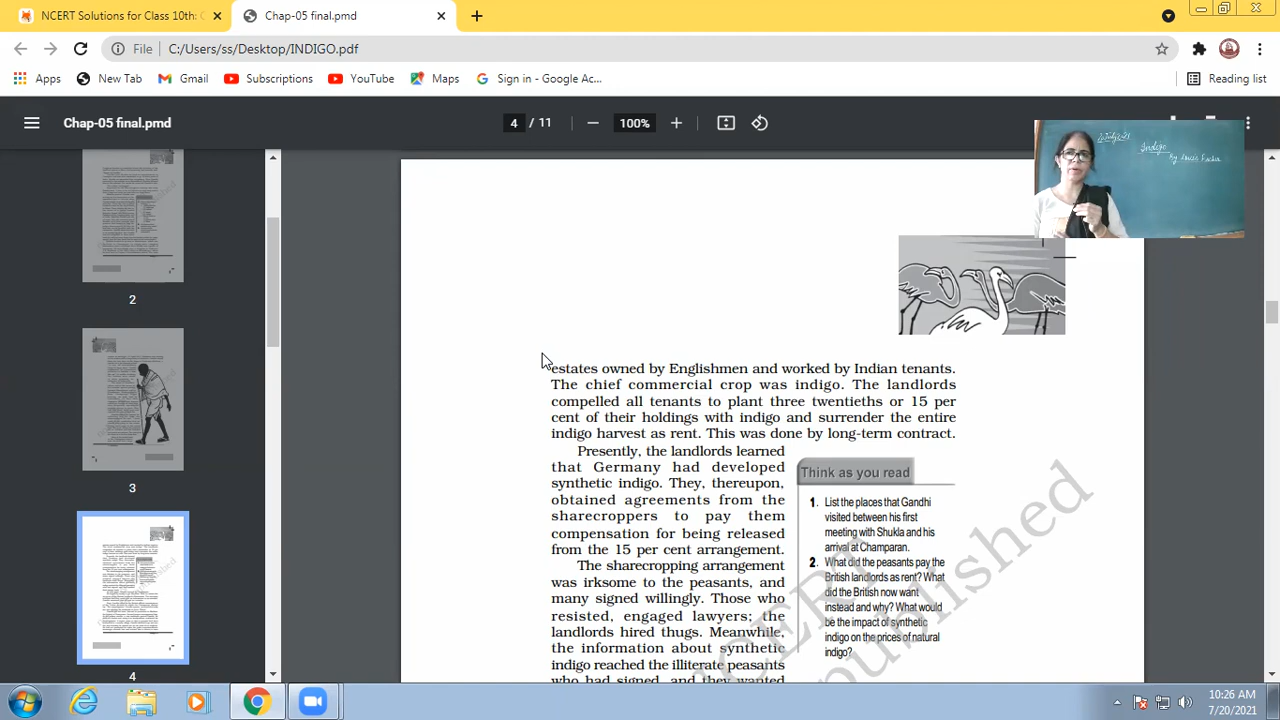 NCERT Solutions for Class 10th: C
Chap-05 final.pmd
File
C:/Users/ss/Desktop/INDIGO.pdf
Apps
New Tab
Gmail
Subscriptions
YouTube
Maps
Sign in - Google Ac...
Reading list
Chap-05 final.pmd
4 / 11
100%
Indigo
2
3
4
estates owned by Englishmen and worked by Indian tenants.
The chief commercial crop was indigo. The landlords
compelled all tenants to plant three twentieths or 15 per
cent of their holdings with indigo and surrender the entire
indigo harvest as rent. This was done by long-term contract.
Presently, the landlords learned
that Germany had developed
synthetic indigo. They, thereupon,
obtained agreements from the
sharecroppers to pay them
compensation for being released
from the 15 per cent arrangement.
The sharecropping arrangement
was irksome to the peasants, and
many signed willingly. Those who
resisted, engaged lawyers; the
landlords hired thugs. Meanwhile,
the information about synthetic
indigo reached the illiterate peasants
who had signed, and they wanted
Think as you read
1. List the places that Gandhi
visited between his first
meeting with Shukla and his
arrival at Champaran.
2. What did the peasants pay the
British landlords as rent? What
did the British now want
instead and why? What would
be the impact of synthetic
indigo on the prices of natural
indigo?
published
10:26 AM
7/20/2021